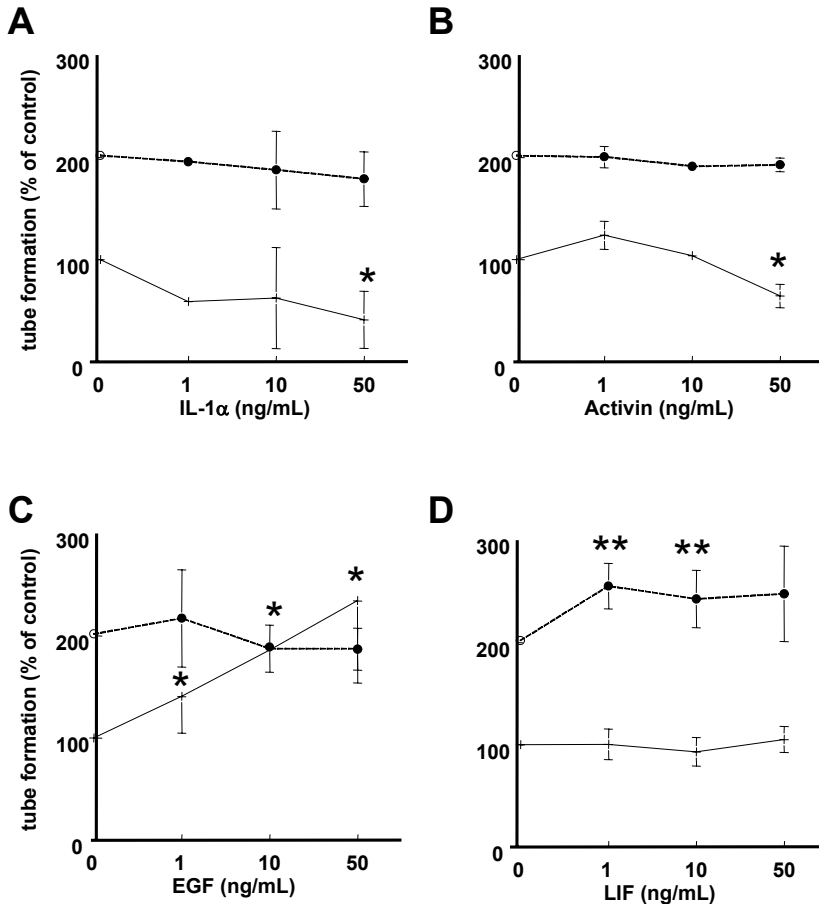 A
tube formation (% of control)
300
200
100
0
*
0 1 10 50
IL-1α (ng/mL)
B
300
200
100
0
*
0 1 10 50
Activin (ng/mL)
C
tube formation (% of control)
300
200
100
0
* * *
0 1 10 50
EGF (ng/mL)
D
300
200
100
0
** **
0 1 10 50
LIF (ng/mL)